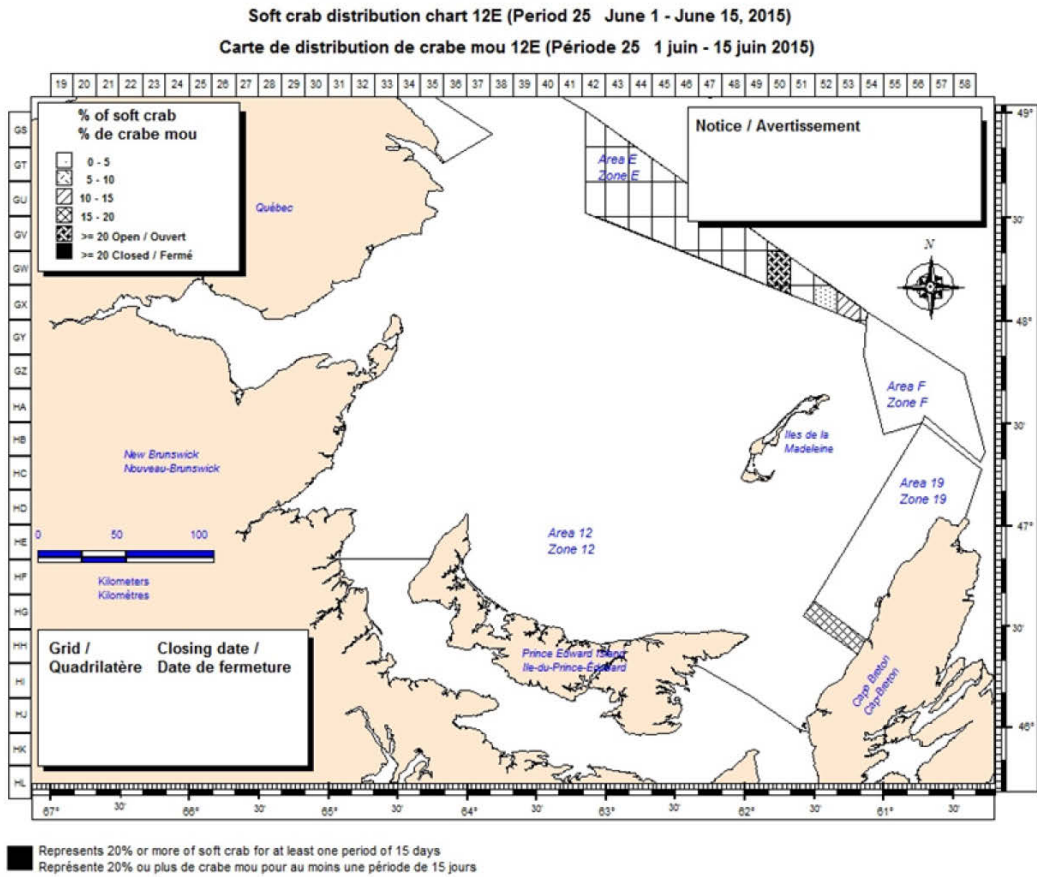 Soft crab distribution chart 12E (Period 25 June 1 - June 15, 2015)
Carte de distribution de crabe mou 12E (Période 25 1 juin - 15 juin 2015)
19 20 21 22 23 24 25 26 27 28 29 30 31 32 33 34 35 36 37 38 39 40 41 42 43 44 45 46 47 48 49 50 51 52 53 54 55 56 57 58
% of soft crab
% de crabe mou
0 - 5
5 - 10
10 - 15
15 - 20
>= 20 Open / Ouvert
>= 20 Closed / Fermé
Notice / Avertissement
GS
GT
GU
GV
GW
GX
GY
GZ
HA
HB
HC
HD
HE
HF
HG
HH
HI
HJ
HK
HL
Québec
Area E
Zone E
N
49°
30'
48°
30'
47°
30'
46°
Area F
Zone F
Iles de la
Madeleine
New Brunswick
Nouveau-Brunswick
Area 19
Zone 19
Area 12
Zone 12
0 50 100
Kilometers
Kilomètres
Grid / Closing date /
Quadrilatère Date de fermeture
Prince Edward Island
Ile-du-Prince-Édward
Cape Breton
Cap-Breton
67° 30' 66° 30' 65° 30' 64° 30' 63° 30' 62° 30' 61° 30'
Represents 20% or more of soft crab for at least one period of 15 days
Représente 20% ou plus de crabe mou pour au moins une période de 15 jours